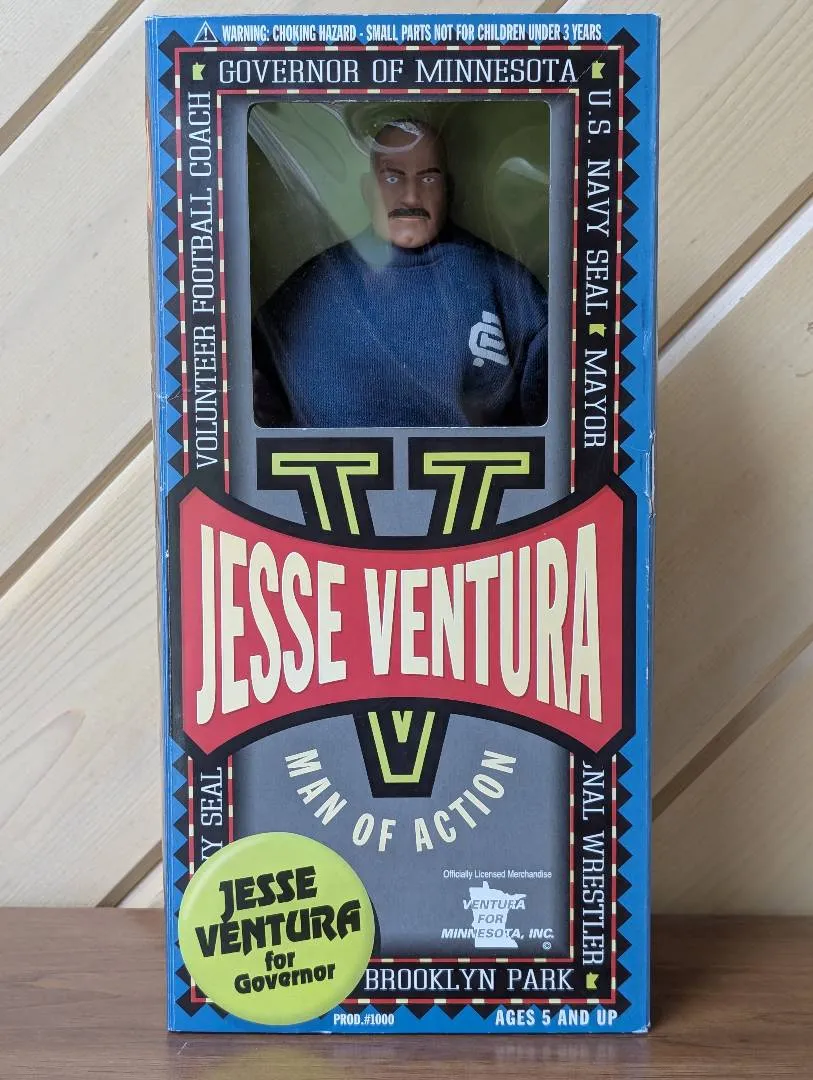 WARNING: CHOKING HAZARD - SMALL PARTS NOT FOR CHILDREN UNDER 3 YEARS
GOVERNOR OF MINNESOTA
VOLUNTEER FOOTBALL COACH
U.S. NAVY SEAL MAYOR
V
JESSE VENTURA
MAN OF ACTION
SEAL
WRESTLER
JESSE
VENTURA
for
Governor
Officially Licensed Merchandise
VENTURA
FOR
MINNESOTA, INC.
©
BROOKLYN PARK
PROD.#1000
AGES 5 AND UP